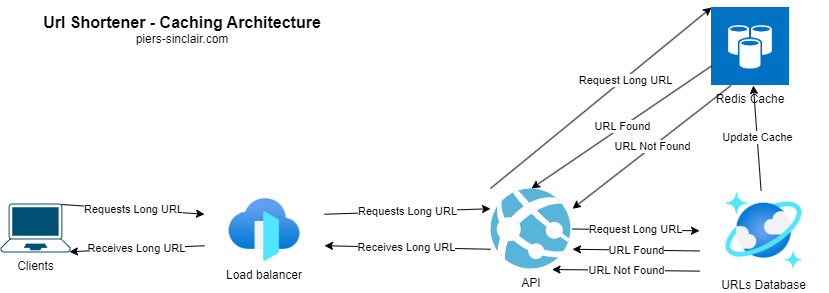 Url Shortener - Caching Architecture
piers-sinclair.com
Request Long URL
Redis Cache
URL Found
Update Cache
URL Not Found
Requests Long URL
Requests Long URL
Request Long URL
Receives Long URL
Receives Long URL
URL Found
Clients
Load balancer
URL Not Found
API
URLs Database